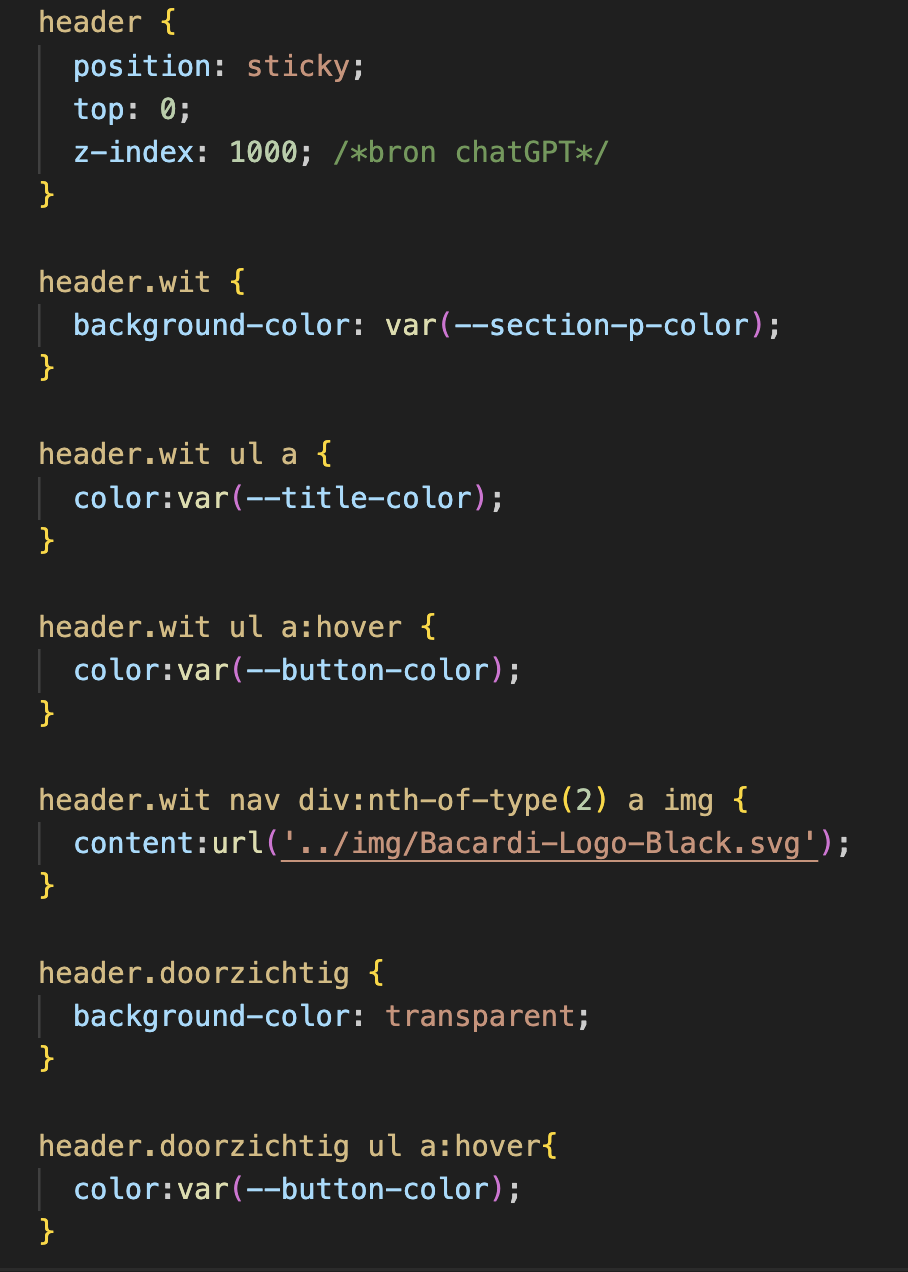 header {
position: sticky;
top: 0;
z-index: 1000; /*bron chatGPT*/
}
header.wit {
background-color: var(--section-p-color);
}
header.wit ul a {
color:var(--title-color);
}
header.wit ul a:hover {
color:var(--button-color);
}
header.wit nav div:nth-of-type(2) a img {
content:url('../img/Bacardi-Logo-Black.svg');
}
header.doorzichtig {
background-color: transparent;
}
header.doorzichtig ul a:hover{
color:var(--button-color);
}